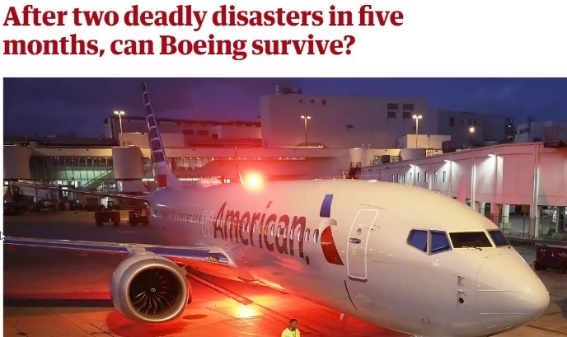 After two deadly disasters in five
months, can Boeing survive?
American